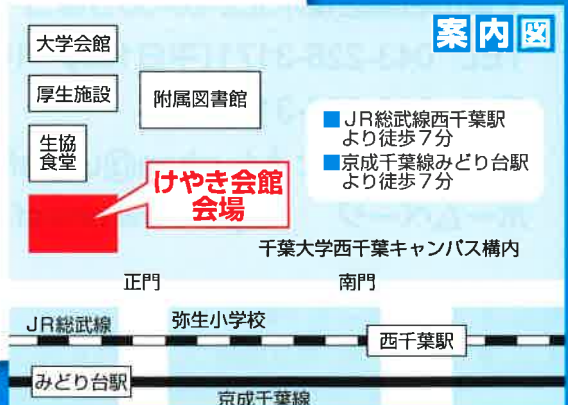 案内図
大学会館
厚生施設
附属図書館
生協
食堂
■JR総武線西千葉駅
より徒歩7分
■京成千葉線みどり台駅
より徒歩7分
けやき会館
会場
千葉大学西千葉キャンパス構内
正門
南門
JR総武線
弥生小学校
西千葉駅
みどり台駅
京成千葉線